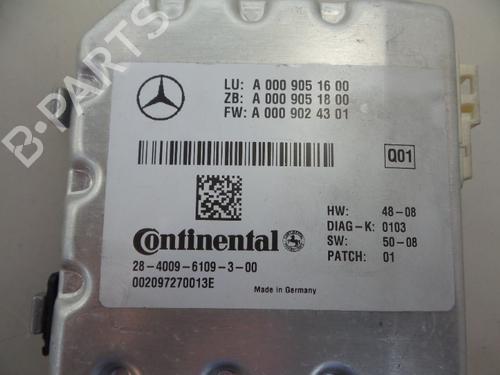 B-PARTS
LU: A 000 905 16 00
ZB: A 000 905 18 00
FW: A 000 902 43 01
Q01
HW: 48-08
DIAG-K: 0103
SW: 50-08
PATCH: 01
Continental
28-4009-6109-3-00
002097270013E
Made in Germany